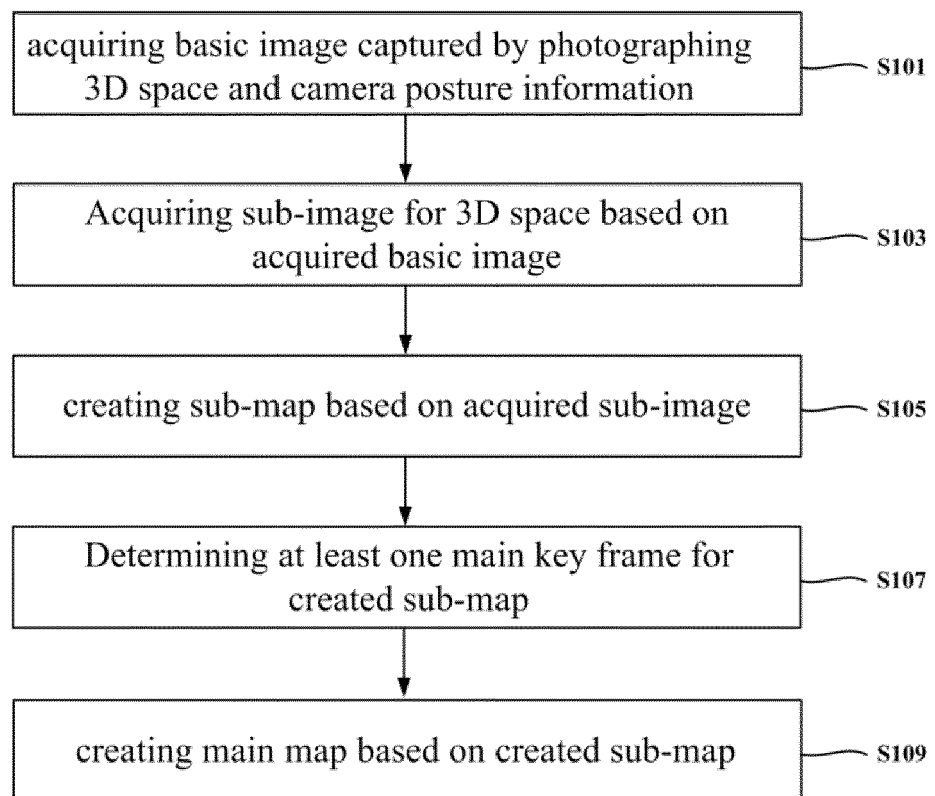 acquiring basic image captured by photographing
3D space and camera posture information
S101
Acquiring sub-image for 3D space based on
acquired basic image
S103
creating sub-map based on acquired sub-image
S105
Determining at least one main key frame for
created sub-map
S107
creating main map based on created sub-map
S109